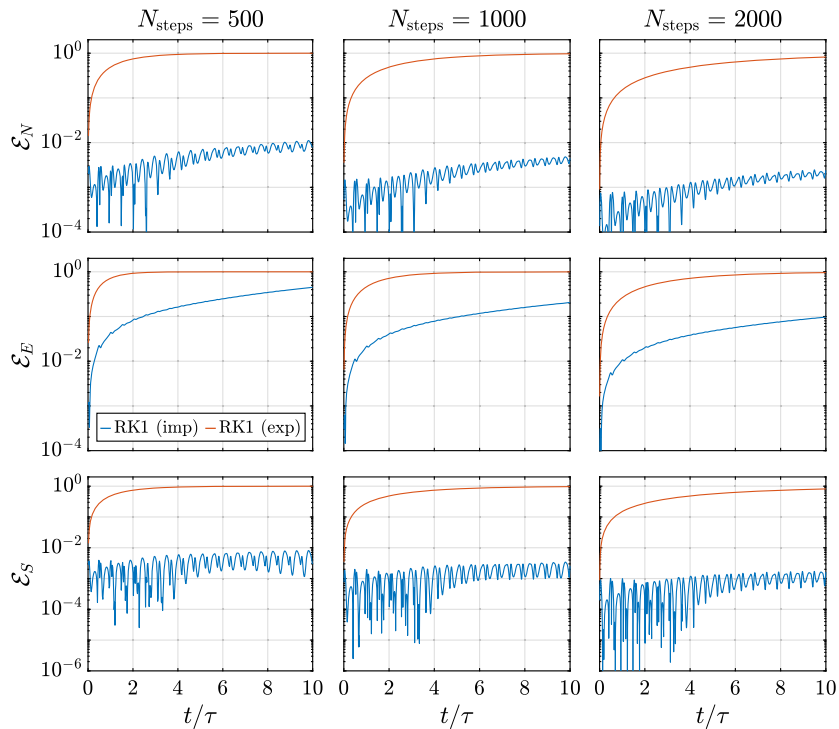 N_steps = 500 N_steps = 1000 N_steps = 2000
10^0
10^-2
10^-4
ℰ_N
10^0
10^-2
10^-4
ℰ_E
RK1 (imp) RK1 (exp)
10^0
10^-2
10^-4
10^-6
ℰ_S
0 2 4 6 8 10 0 2 4 6 8 10 0 2 4 6 8 10
t/τ t/τ t/τ